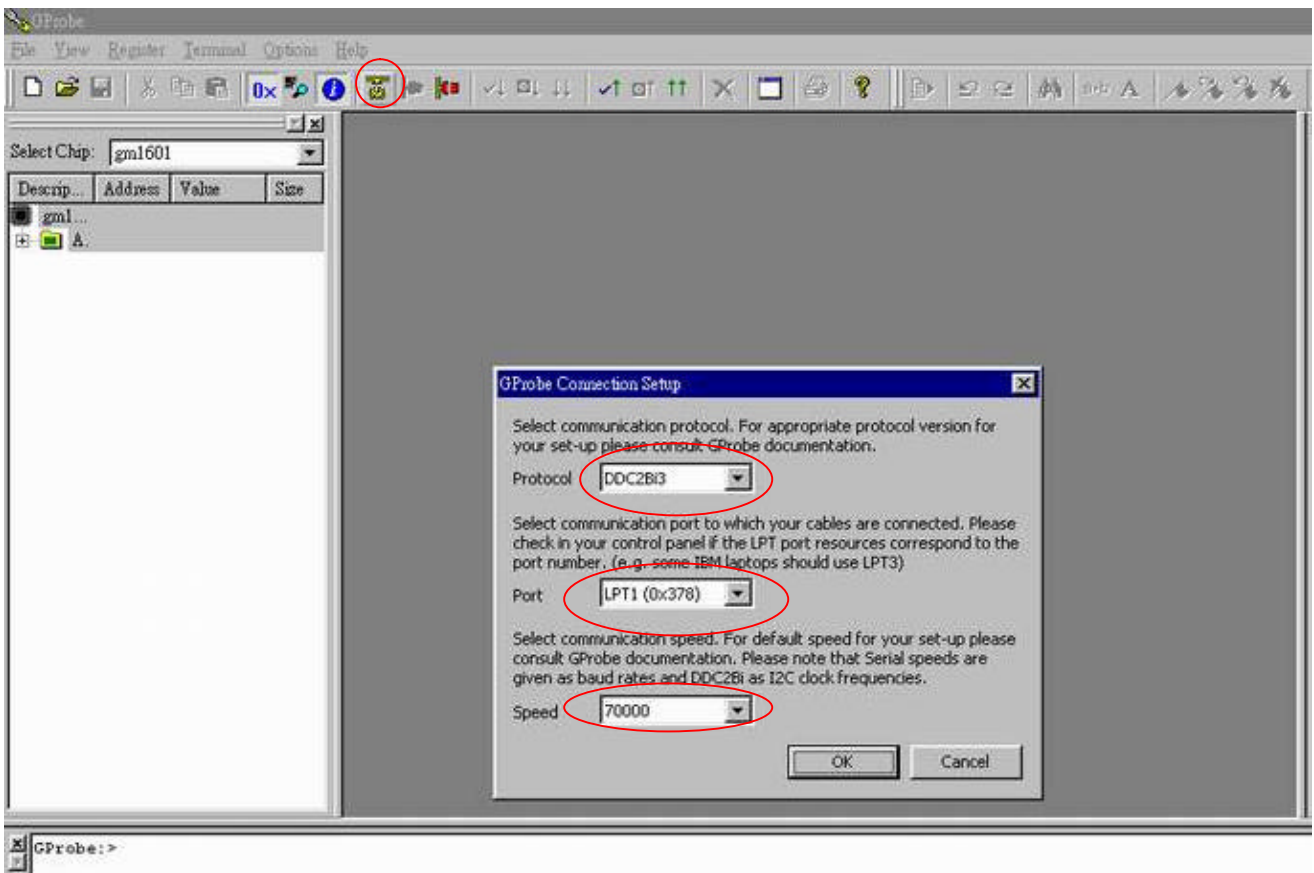 GProbe
File View Register Terminal Options Help
0x
Select Chip: gm1601
Descrip... Address Value Size
gm1...
A.
GProbe Connection Setup
Select communication protocol. For appropriate protocol version for
your set-up please consult GProbe documentation.
Protocol DDC2Bi3
Select communication port to which your cables are connected. Please
check in your control panel if the LPT port resources correspond to the
port number. (e.g. some IBM laptops should use LPT3)
Port LPT1 (0x378)
Select communication speed. For default speed for your set-up please
consult GProbe documentation. Please note that Serial speeds are
given as baud rates and DDC2Bi as I2C clock frequencies.
Speed 70000
OK Cancel
GProbe:>